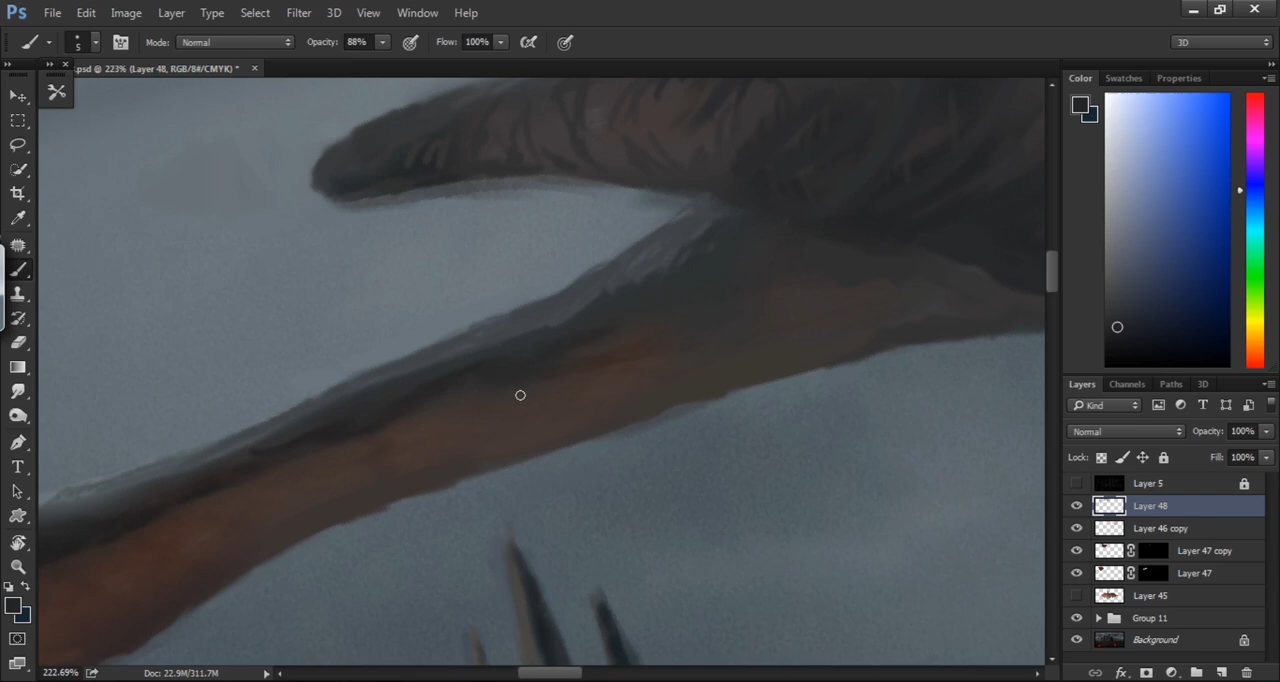 Ps File Edit Image Layer Type Select Filter 3D View Window Help
5 Mode: Normal Opacity: 88% Flow: 100% 3D
.psd @ 223% (Layer 48, RGB/8#/CMYK) *
Color Swatches Properties
Layers Channels Paths 3D
Kind
Normal Opacity: 100%
Lock: Fill: 100%
Layer 5
Layer 48
Layer 46 copy
Layer 47 copy
Layer 47
Layer 45
Group 11
Background
222.69% Doc: 22.9M/311.7M